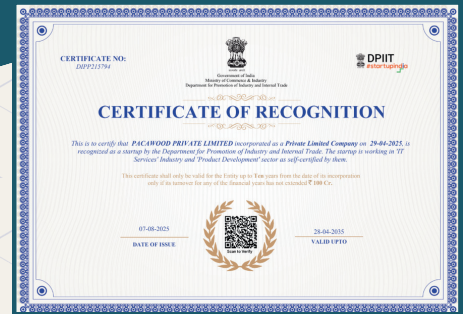 CERTIFICATE NO:
DIPP215794
Government of India
Ministry of Commerce & Industry
Department for Promotion of Industry and Internal Trade
DPIIT
#startupindia
CERTIFICATE OF RECOGNITION
This is to certify that PACAWOOD PRIVATE LIMITED incorporated as a Private Limited Company on 29-04-2025, is
recognized as a startup by the Department for Promotion of Industry and Internal Trade. The startup is working in 'IT
Services' Industry and 'Product Development' sector as self-certified by them.
This certificate shall only be valid for the Entity up to Ten years from the date of its incorporation
only if its turnover for any of the financial years has not exceeded ₹ 100 Cr.
07-08-2025
DATE OF ISSUE
Scan to Verify
28-04-2035
VALID UPTO